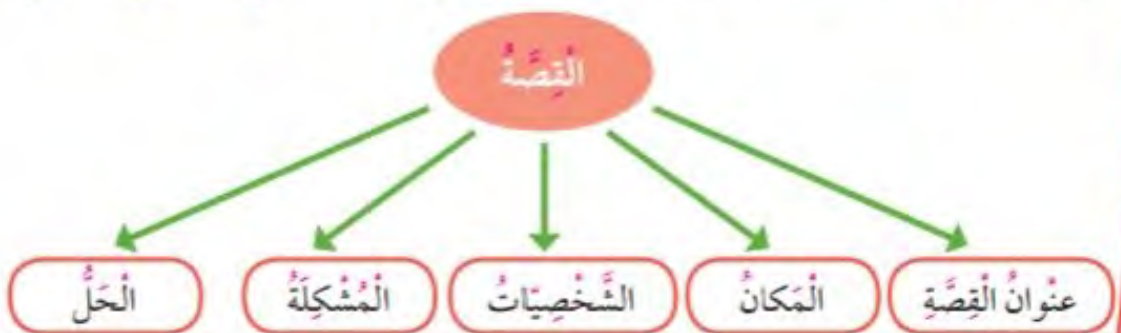 الْقِصَّةُ
عنْوانُ الْقِصَّةِ
الْمَكانُ
الشَّخْصِيّاتُ
الْمُشْكِلَةُ
الْحَلُّ